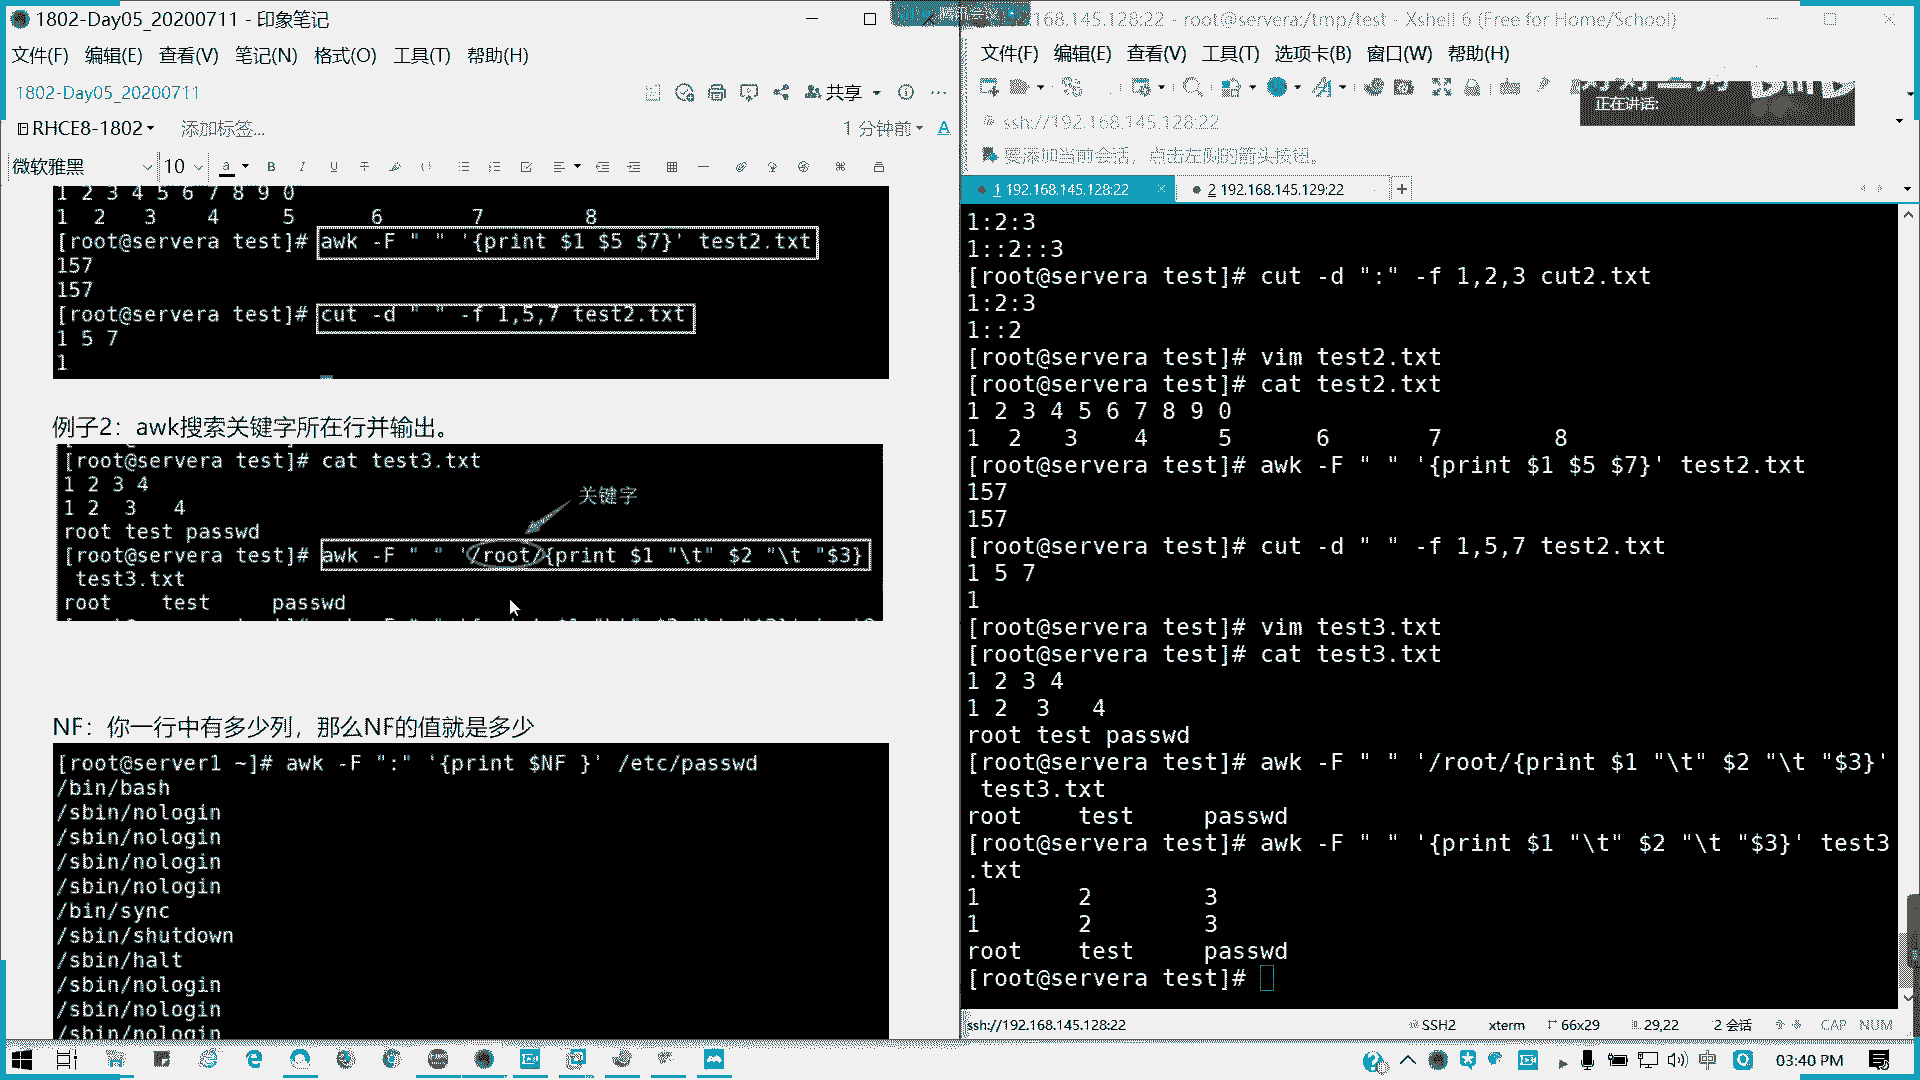 1802-Day05_20200711 - 印象笔记
文件(F) 编辑(E) 查看(V) 笔记(N) 格式(O) 工具(T) 帮助(H)
1802-Day05_20200711
共享
RHCE8-1802 添加标签...
1 分钟前
微软雅黑 10
1 2 3 4 5 6 7 8 9 0
1 2 3 4 5 6 7 8
[root@servera test]# awk -F " " '{print $1 $5 $7}' test2.txt
157
157
[root@servera test]# cut -d " " -f 1,5,7 test2.txt
1 5 7
1
例子2：awk搜索关键字所在行并输出。
[root@servera test]# cat test3.txt
1 2 3 4
1 2 3 4
关键字
root test passwd
[root@servera test]# awk -F " " '/root/{print $1 "\t" $2 "\t "$3}
test3.txt
root test passwd
NF：你一行中有多少列，那么NF的值就是多少
[root@server1 ~]# awk -F ":" '{print $NF }' /etc/passwd
/bin/bash
/sbin/nologin
/sbin/nologin
/sbin/nologin
/sbin/nologin
/bin/sync
/sbin/shutdown
/sbin/halt
/sbin/nologin
/sbin/nologin
/sbin/nologin
168.145.128:22 - root@servera:/tmp/test - Xshell 6 (Free for Home/School)
文件(F) 编辑(E) 查看(V) 工具(T) 选项卡(B) 窗口(W) 帮助(H)
正在讲话:
ssh://192.168.145.128:22
要添加当前会话，点击左侧的箭头按钮。
1 192.168.145.128:22
2 192.168.145.129:22
1:2:3
1::2::3
[root@servera test]# cut -d ":" -f 1,2,3 cut2.txt
1:2:3
1::2
[root@servera test]# vim test2.txt
[root@servera test]# cat test2.txt
1 2 3 4 5 6 7 8 9 0
1 2 3 4 5 6 7 8
[root@servera test]# awk -F " " '{print $1 $5 $7}' test2.txt
157
157
[root@servera test]# cut -d " " -f 1,5,7 test2.txt
1 5 7
1
[root@servera test]# vim test3.txt
[root@servera test]# cat test3.txt
1 2 3 4
1 2 3 4
root test passwd
[root@servera test]# awk -F " " '/root/{print $1 "\t" $2 "\t "$3}'
test3.txt
root test passwd
[root@servera test]# awk -F " " '{print $1 "\t" $2 "\t "$3}' test3
.txt
1 2 3
1 2 3
root test passwd
[root@servera test]#
ssh://192.168.145.128:22 SSH2 xterm 66x29 29,22 2 会话 CAP NUM
中 03:40 PM